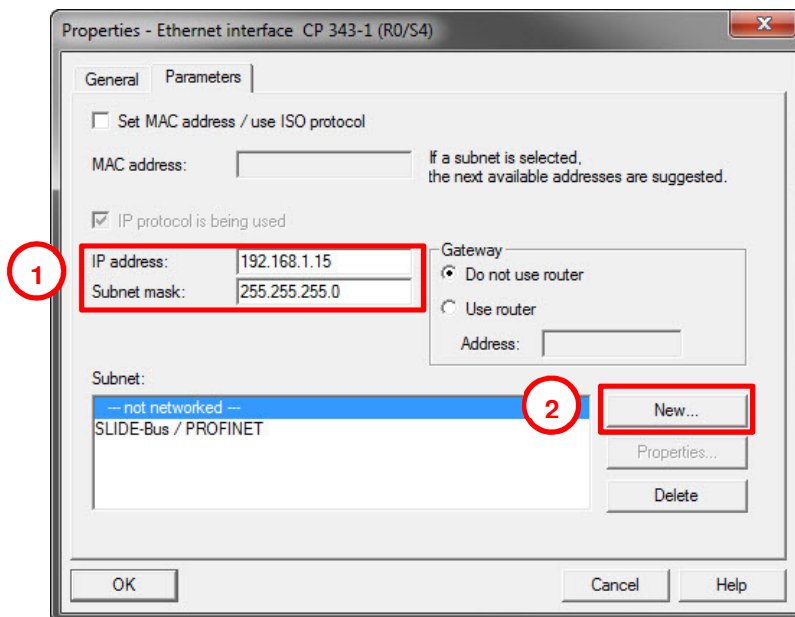 Properties - Ethernet interface CP 343-1 (R0/S4)
General Parameters
Set MAC address / use ISO protocol
MAC address:
If a subnet is selected,
the next available addresses are suggested.
IP protocol is being used
1
IP address: 192.168.1.15
Subnet mask: 255.255.255.0
Gateway
Do not use router
Use router
Address:
Subnet:
--- not networked ---
SLIDE-Bus / PROFINET
2
New...
Properties...
Delete
OK Cancel Help